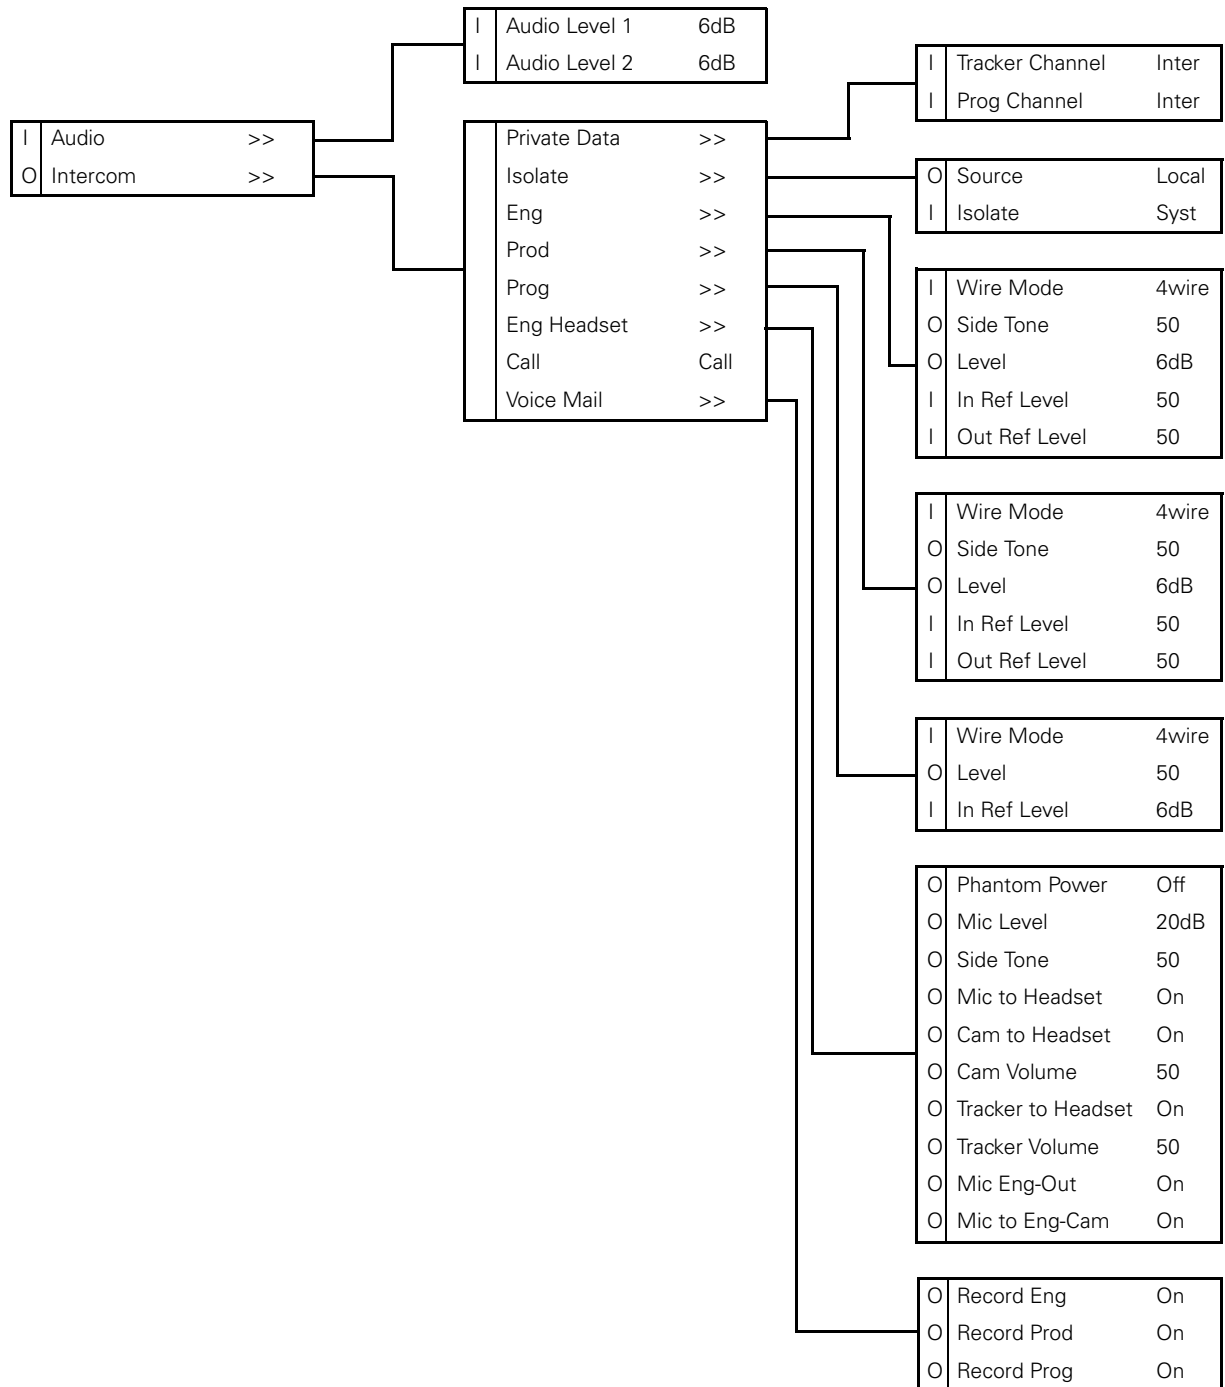 I Audio >>
O Intercom >>
I Audio Level 1 6dB
I Audio Level 2 6dB
Private Data >>
Isolate >>
Eng >>
Prod >>
Prog >>
Eng Headset >>
Call Call
Voice Mail >>
I Tracker Channel Inter
I Prog Channel Inter
O Source Local
I Isolate Syst
I Wire Mode 4wire
O Side Tone 50
O Level 6dB
I In Ref Level 50
I Out Ref Level 50
I Wire Mode 4wire
O Side Tone 50
O Level 6dB
I In Ref Level 50
I Out Ref Level 50
I Wire Mode 4wire
O Level 50
I In Ref Level 6dB
O Phantom Power Off
O Mic Level 20dB
O Side Tone 50
O Mic to Headset On
O Cam to Headset On
O Cam Volume 50
O Tracker to Headset On
O Tracker Volume 50
O Mic Eng-Out On
O Mic to Eng-Cam On
O Record Eng On
O Record Prod On
O Record Prog On